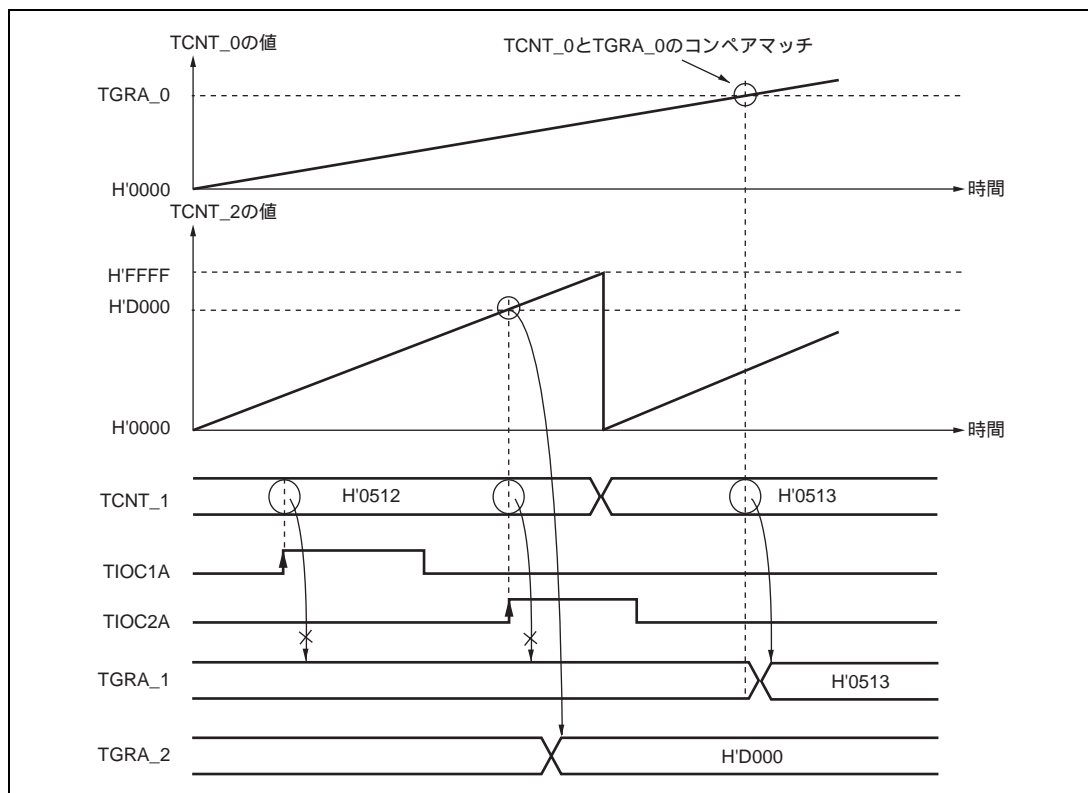 TCNT_0の値
TCNT_0とTGRA_0のコンペアマッチ
TGRA_0
H'0000
時間
TCNT_2の値
H'FFFF
H'D000
H'0000
時間
TCNT_1
H'0512
H'0513
TIOC1A
TIOC2A
TGRA_1
H'0513
TGRA_2
H'D000